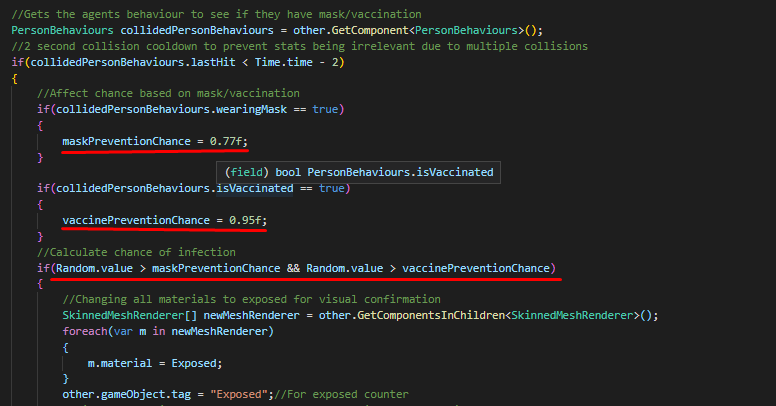 //Gets the agents behaviour to see if they have mask/vaccination
PersonBehaviours collidedPersonBehaviours = other.GetComponent<PersonBehaviours>();
//2 second collision cooldown to prevent stats being irrelevant due to multiple collisions
if(collidedPersonBehaviours.lastHit < Time.time - 2)
{
//Affect chance based on mask/vaccination
if(collidedPersonBehaviours.wearingMask == true)
{
maskPreventionChance = 0.77f;
}
(field) bool PersonBehaviours.isVaccinated
if(collidedPersonBehaviours.isVaccinated == true)
{
vaccinePreventionChance = 0.95f;
}
//Calculate chance of infection
if(Random.value > maskPreventionChance && Random.value > vaccinePreventionChance)
{
//Changing all materials to exposed for visual confirmation
SkinnedMeshRenderer[] newMeshRenderer = other.GetComponentsInChildren<SkinnedMeshRenderer>();
foreach(var m in newMeshRenderer)
{
m.material = Exposed;
}
other.gameObject.tag = "Exposed";//For exposed counter